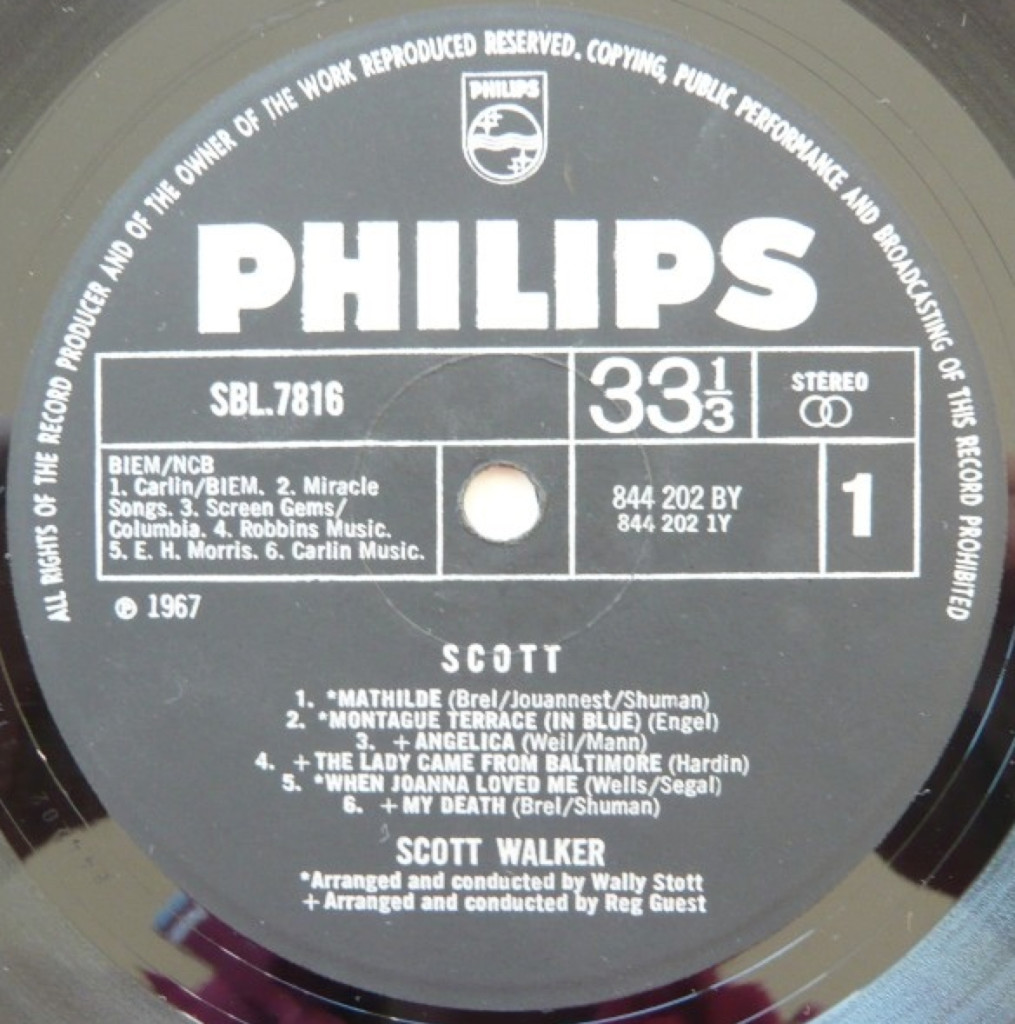 ALL RIGHTS OF THE RECORD PRODUCER AND OF THE OWNER OF THE WORK REPRODUCED RESERVED. COPYING, PUBLIC PERFORMANCE AND BROADCASTING OF THIS RECORD PROHIBITED
PHILIPS
PHILIPS
SBL.7816
33 1/3
STEREO
BIEM/NCB
1. Carlin/BIEM. 2. Miracle
Songs. 3. Screen Gems/
Columbia. 4. Robbins Music.
5. E. H. Morris. 6. Carlin Music.
844 202 BY
844 202 1Y
1
℗ 1967
SCOTT
1. *MATHILDE (Brel/Jouannest/Shuman)
2. *MONTAGUE TERRACE (IN BLUE) (Engel)
3. + ANGELICA (Weil/Mann)
4. + THE LADY CAME FROM BALTIMORE (Hardin)
5. *WHEN JOANNA LOVED ME (Wells/Segal)
6. + MY DEATH (Brel/Shuman)
SCOTT WALKER
*Arranged and conducted by Wally Stott
+ Arranged and conducted by Reg Guest